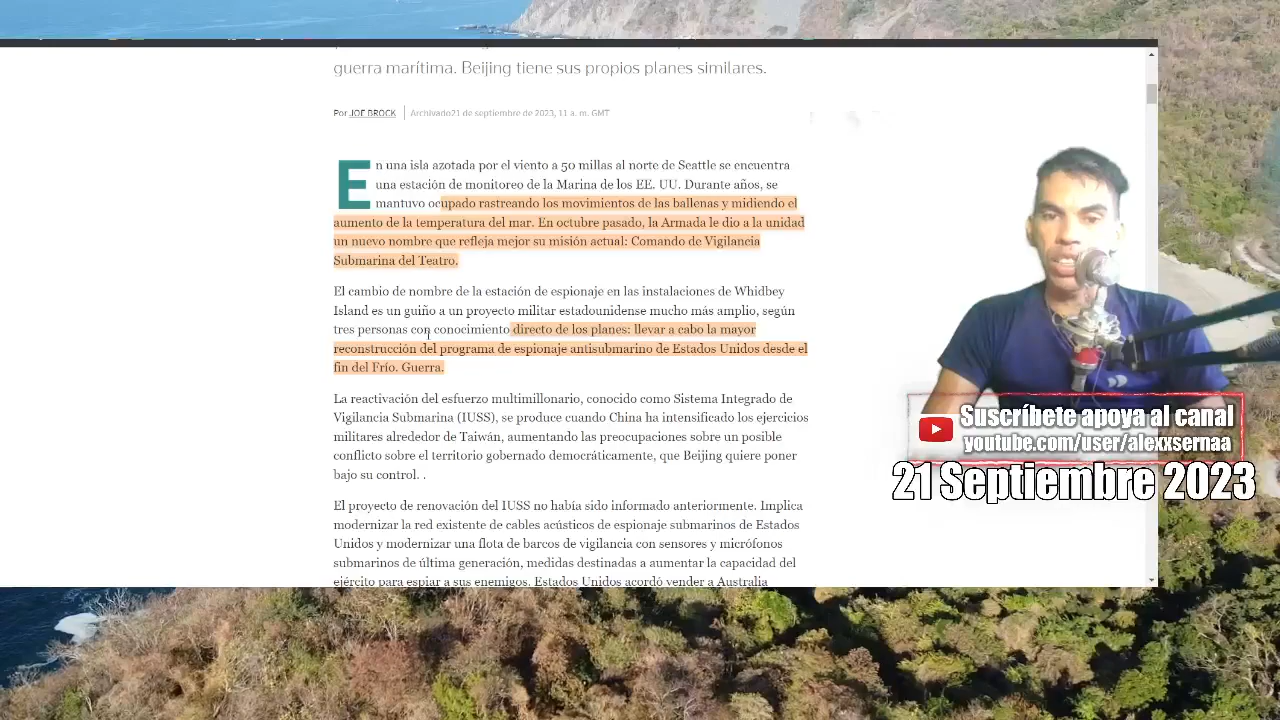 guerra marítima. Beijing tiene sus propios planes similares.
Por JOE BROCK
Archivado21 de septiembre de 2023, 11 a. m. GMT
En una isla azotada por el viento a 50 millas al norte de Seattle se encuentra
una estación de monitoreo de la Marina de los EE. UU. Durante años, se
mantuvo ocupado rastreando los movimientos de las ballenas y midiendo el
aumento de la temperatura del mar. En octubre pasado, la Armada le dio a la unidad
un nuevo nombre que refleja mejor su misión actual: Comando de Vigilancia
Submarina del Teatro.
El cambio de nombre de la estación de espionaje en las instalaciones de Whidbey
Island es un guiño a un proyecto militar estadounidense mucho más amplio, según
tres personas con conocimiento directo de los planes: llevar a cabo la mayor
reconstrucción del programa de espionaje antisubmarino de Estados Unidos desde el
fin del Frío. Guerra.
La reactivación del esfuerzo multimillonario, conocido como Sistema Integrado de
Vigilancia Submarina (IUSS), se produce cuando China ha intensificado los ejercicios
militares alrededor de Taiwán, aumentando las preocupaciones sobre un posible
conflicto sobre el territorio gobernado democráticamente, que Beijing quiere poner
bajo su control. .
El proyecto de renovación del IUSS no había sido informado anteriormente. Implica
modernizar la red existente de cables acústicos de espionaje submarinos de Estados
Unidos y modernizar una flota de barcos de vigilancia con sensores y micrófonos
submarinos de última generación, medidas destinadas a aumentar la capacidad del
ejército para espiar a sus enemigos. Estados Unidos acordó vender a Australia
Suscríbete apoya al canal
youtube.com/user/alexxsernaa
21 Septiembre 2023